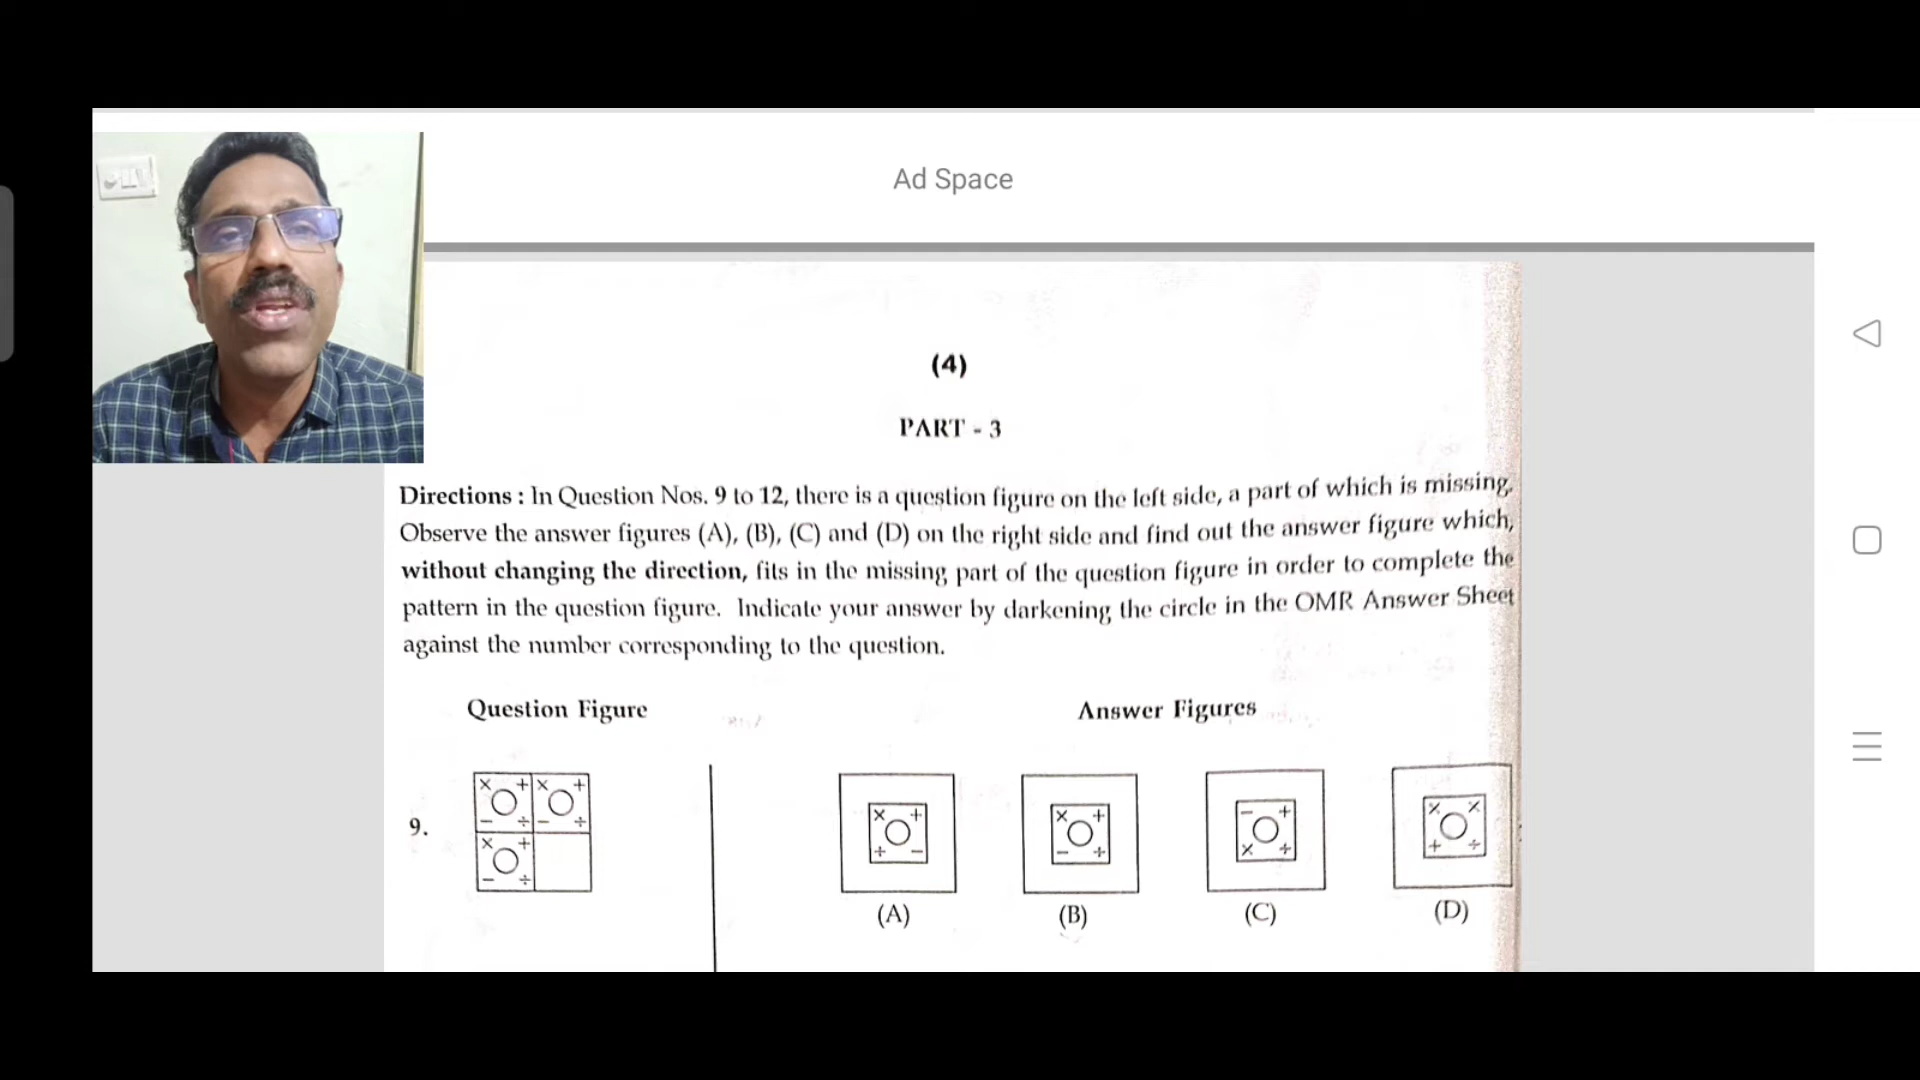 Ad Space
(4)
PART - 3
Directions : In Question Nos. 9 to 12, there is a question figure on the left side, a part of which is missing.
Observe the answer figures (A), (B), (C) and (D) on the right side and find out the answer figure which,
without changing the direction, fits in the missing part of the question figure in order to complete the
pattern in the question figure. Indicate your answer by darkening the circle in the OMR Answer Sheet
against the number corresponding to the question.
Question Figure
Answer Figures
9.
× + × +
− ÷ − ÷
× +
− ÷
× +
÷ −
× +
− ÷
− +
× ÷
× ×
+ ÷
(A)
(B)
(C)
(D)